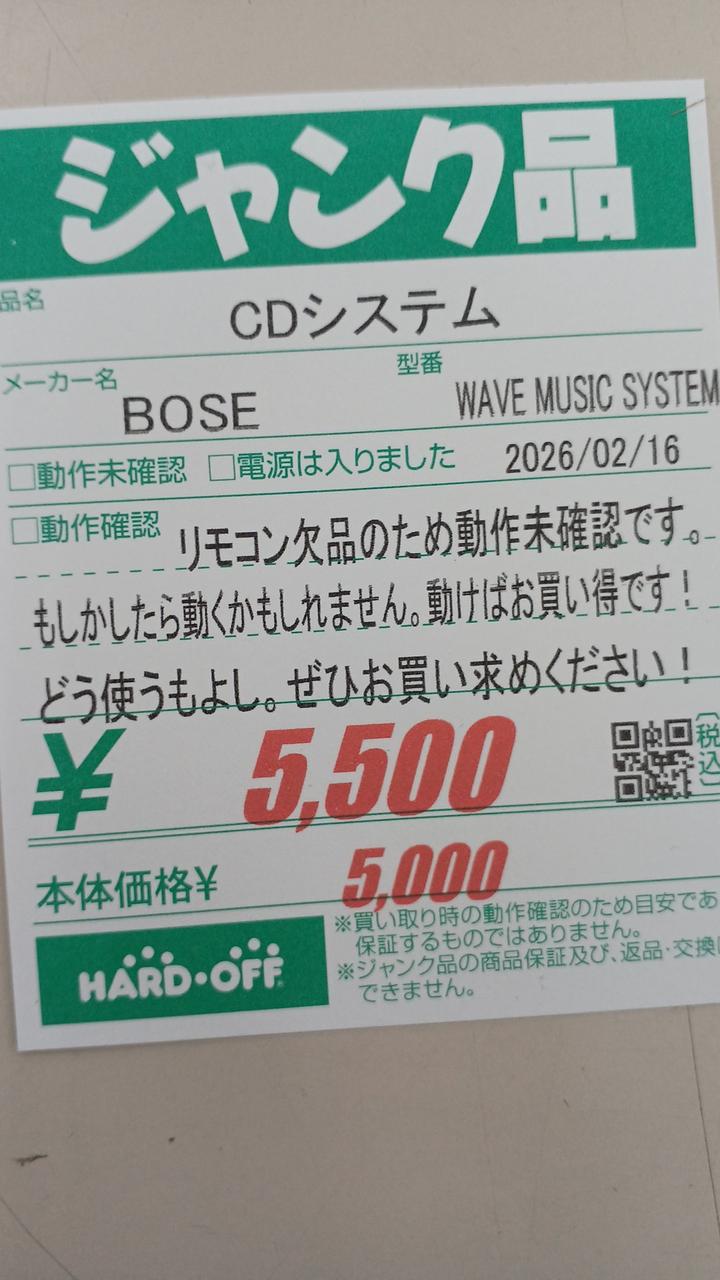 ジャンク品
品名
CDシステム
メーカー名
BOSE
型番
WAVE MUSIC SYSTEM
□動作未確認 □電源は入りました 2026/02/16
□動作確認 リモコン欠品のため動作未確認です。
もしかしたら動くかもしれません。動けばお買い得です！
どう使うもよし。ぜひお買い求めください！
¥ 5,500 〔税込〕
本体価格¥ 5,000
※買い取り時の動作確認のため目安であ
保証するものではありません。
※ジャンク品の商品保証及び、返品・交換は
できません。
HARD・OFF